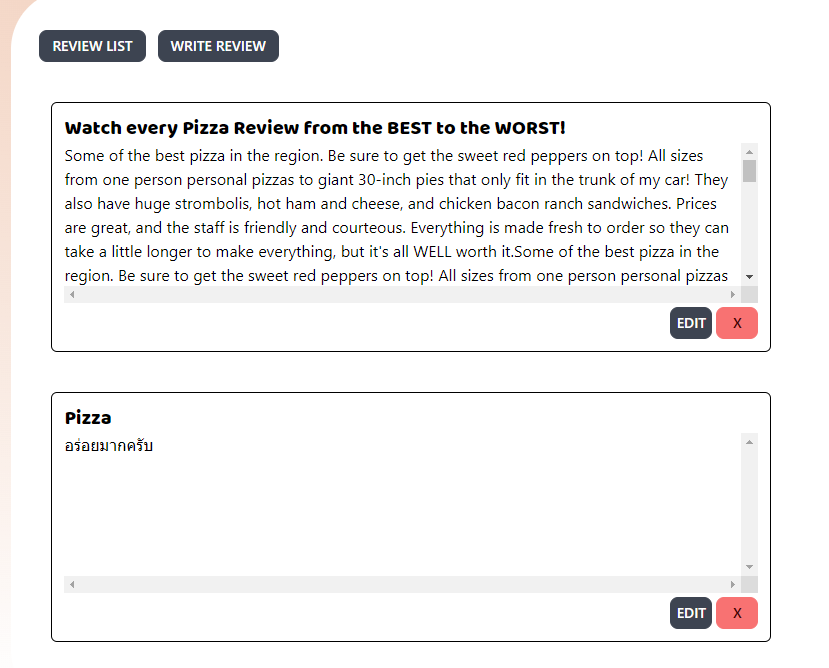 REVIEW LIST WRITE REVIEW
Watch every Pizza Review from the BEST to the WORST!
Some of the best pizza in the region. Be sure to get the sweet red peppers on top! All sizes
from one person personal pizzas to giant 30-inch pies that only fit in the trunk of my car! They
also have huge strombolis, hot ham and cheese, and chicken bacon ranch sandwiches. Prices
are great, and the staff is friendly and courteous. Everything is made fresh to order so they can
take a little longer to make everything, but it's all WELL worth it.Some of the best pizza in the
region. Be sure to get the sweet red peppers on top! All sizes from one person personal pizzas
EDIT X
Pizza
อร่อยมากครับ
EDIT X